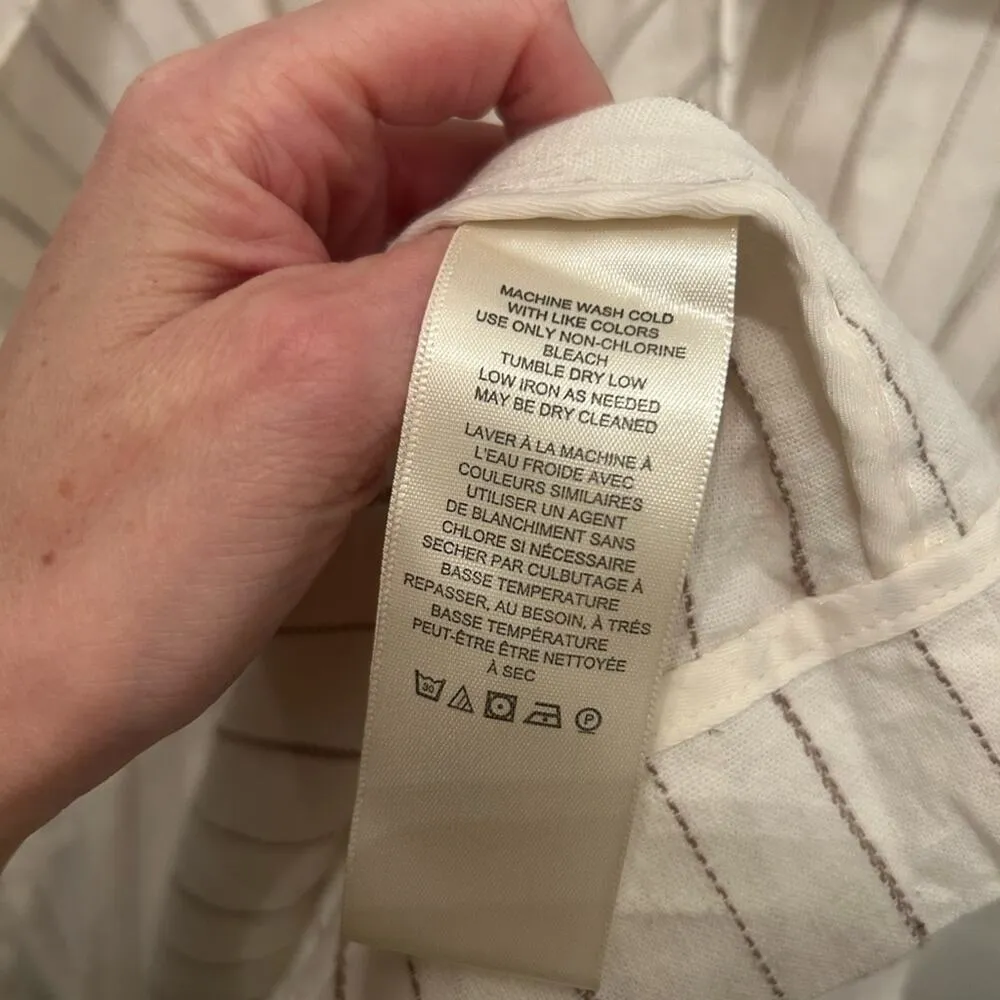 MACHINE WASH COLD
WITH LIKE COLORS
USE ONLY NON-CHLORINE
BLEACH
TUMBLE DRY LOW
LOW IRON AS NEEDED
MAY BE DRY CLEANED
LAVER À LA MACHINE À
L'EAU FROIDE AVEC
COULEURS SIMILAIRES
UTILISER UN AGENT
DE BLANCHIMENT SANS
CHLORE SI NÉCESSAIRE
SECHER PAR CULBUTAGE À
BASSE TEMPERATURE
REPASSER, AU BESOIN, À TRÉS
BASSE TEMPÉRATURE
PEUT-ÊTRE ÊTRE NETTOYÉE
À SEC
30 P